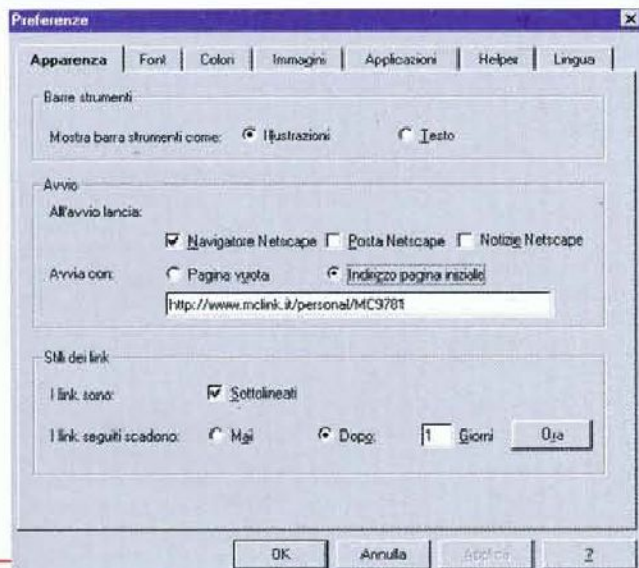 Preferenze
Apparenza Font Colori Immagini Applicazioni Helper Lingua
Barre strumenti
Mostra barra strumenti come: Illustrazioni Testo
Avvio
All'avvio lancia:
Navigatore Netscape Posta Netscape Notizie Netscape
Avvia con: Pagina vuota Indirizzo pagina iniziale
http://www.mclink.it/personal/MC9781
Stili dei link
I link sono: Sottolineati
I link seguiti scadono: Mai Dopo: 1 Giorni Ora
OK Annulla Applica ?